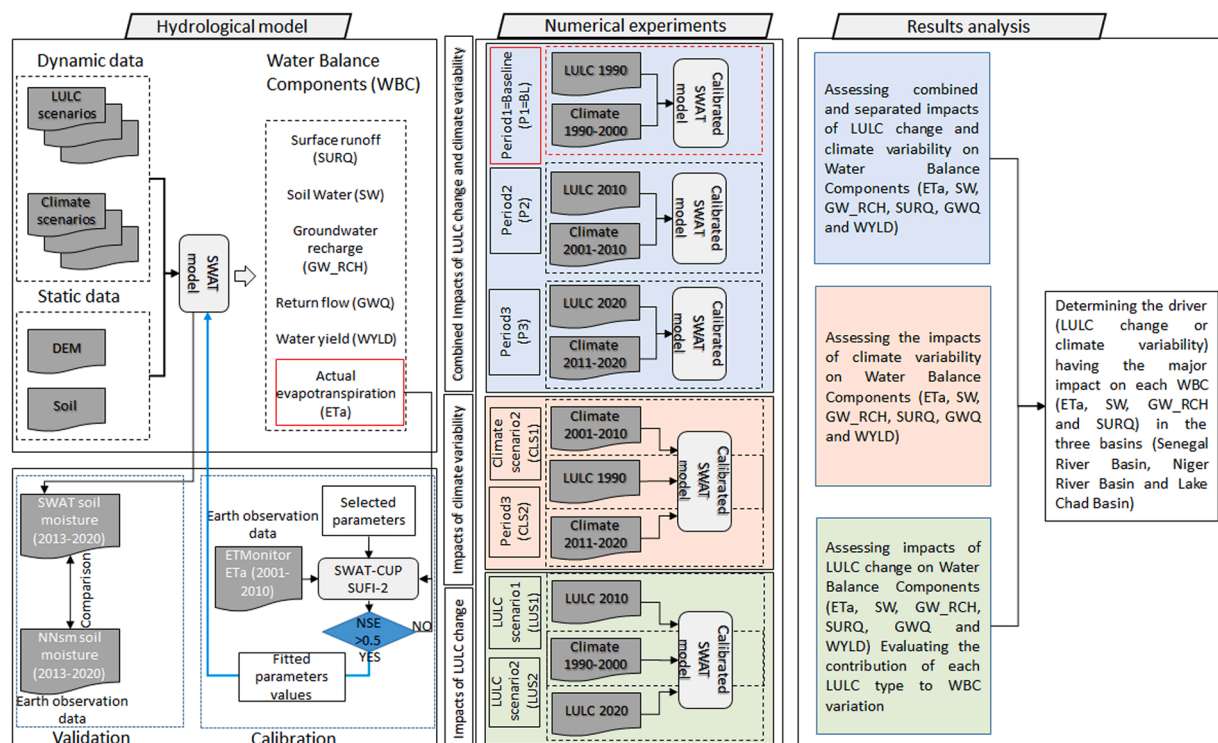 Hydrological model
Dynamic data
LULC
scenarios
Climate
scenarios
Static data
DEM
Soil
SWAT
model
Water Balance
Components (WBC)
Surface runoff
(SURQ)
Soil Water (SW)
Groundwater
recharge
(GW_RCH)
Return flow (GWQ)
Water yield (WYLD)
Actual
evapotranspiration
(ETa)
SWAT soil
moisture
(2013-2020)
Comparison
NNsm soil
moisture
(2013-2020)
Earth observation
data
Validation
Earth observation
data
ETMonitor
ETa (2001-
2010)
Selected
parameters
SWAT-CUP
SUFI-2
NSE
>0.5
NO
YES
Fitted
parameters
values
Calibration
Numerical experiments
Combined Impacts of LULC change and climate variability
Period1=Baseline
(P1=BL)
LULC 1990
Climate
1990-2000
Calibrated
SWAT
model
Period2
(P2)
LULC 2010
Climate
2001-2010
Calibrated
SWAT
model
Period3
(P3)
LULC 2020
Climate
2011-2020
Calibrated
SWAT
model
Impacts of climate variability
Climate
scenario2
(CLS1)
Period3
(CLS2)
Climate
2001-2010
LULC 1990
Climate
2011-2020
Calibrated
SWAT
model
Impacts of LULC change
LULC
scenario1
(LUS1)
LULC
scenario2
(LUS2
LULC 2010
Climate
1990-2000
LULC 2020
Calibrated
SWAT
model
Results analysis
Assessing combined
and separated impacts
of LULC change and
climate variability on
Water Balance
Components (ETa, SW,
GW_RCH, SURQ, GWQ
and WYLD)
Assessing the impacts
of climate variability
on Water Balance
Components (ETa, SW,
GW_RCH, SURQ, GWQ
and WYLD)
Assessing impacts of
LULC change on Water
Balance Components
(ETa, SW, GW_RCH,
SURQ, GWQ and
WYLD) Evaluating the
contribution of each
LULC type to WBC
variation
Determining the driver
(LULC change or
climate variability)
having the major
impact on each WBC
(ETa, SW, GW_RCH
and SURQ) in the
three basins (Senegal
River Basin, Niger
River Basin and Lake
Chad Basin)